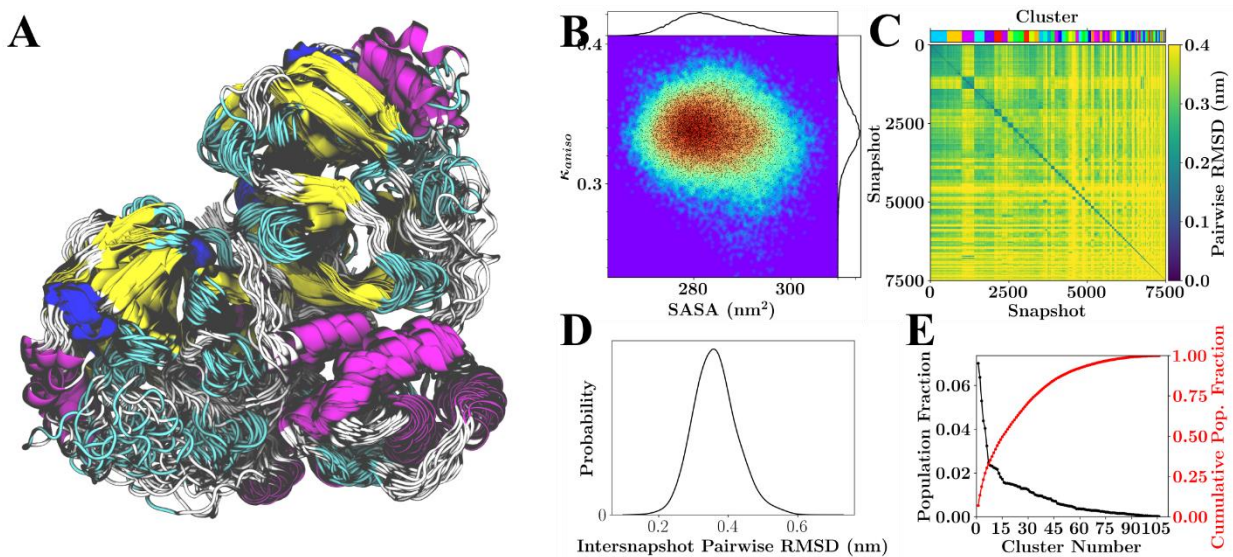 A
B
0.4
0.3
κaniso
280
300
SASA (nm²)
C
Cluster
0
2500
5000
7500
Snapshot
0
2500
5000
7500
Snapshot
0.4
0.3
0.2
0.1
0.0
Pairwise RMSD (nm)
D
Probability
0
0.2
0.4
0.6
Intersnapshot Pairwise RMSD (nm)
E
Population Fraction
0.06
0.04
0.02
0.00
0
15
30
45
60
75
90
105
Cluster Number
1.00
0.75
0.50
0.25
0.00
Cumulative Pop. Fraction